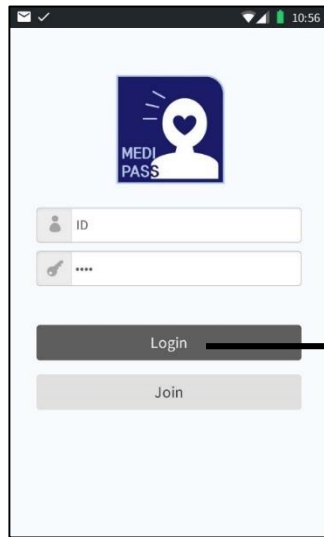 10:56
MEDI
PASS
ID
····
Login
Join